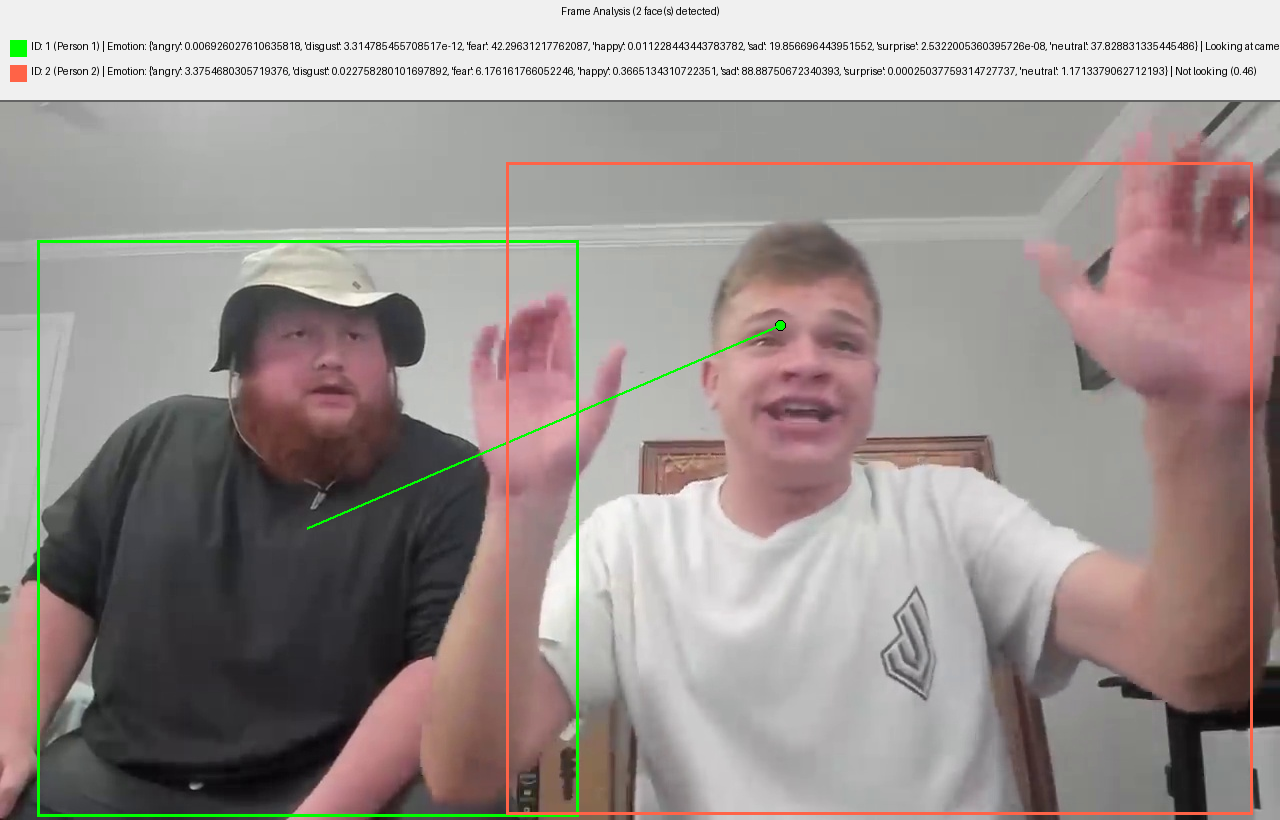 Frame Analysis (2 face(s) detected)
ID: 1 (Person 1) | Emotion: {'angry': 0.006926027610635818, 'disgust': 3.314785455708517e-12, 'fear': 42.29631217762087, 'happy': 0.011228443443783782, 'sad': 19.856696443951552, 'surprise': 2.5322005360395726e-08, 'neutral': 37.828831335445486} | Looking at came
ID: 2 (Person 2) | Emotion: {'angry': 3.3754680305719376, 'disgust': 0.022758280101697892, 'fear': 6.176161766052246, 'happy': 0.3665134310722351, 'sad': 88.88750672340393, 'surprise': 0.00025037759314727737, 'neutral': 1.1713379062712193} | Not looking (0.46)